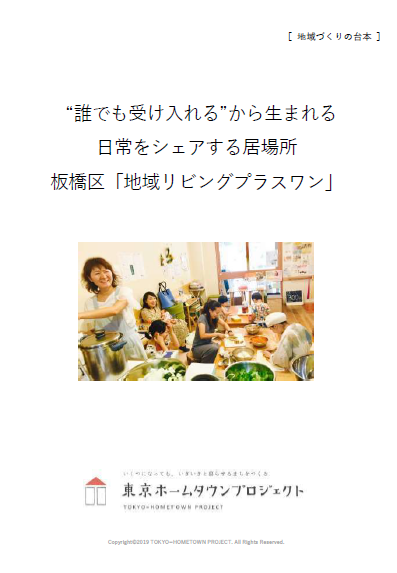 [ 地域づくりの台本 ]
“誰でも受け入れる”から生まれる
日常をシェアする居場所
板橋区「地域リビングプラスワン」
いくつになっても、いきいきと暮らせるまちをつくる
東京ホームタウンプロジェクト
TOKYO=HOMETOWN PROJECT
Copyright©2019 TOKYO=HOMETOWN PROJECT. All Rights Reserved.